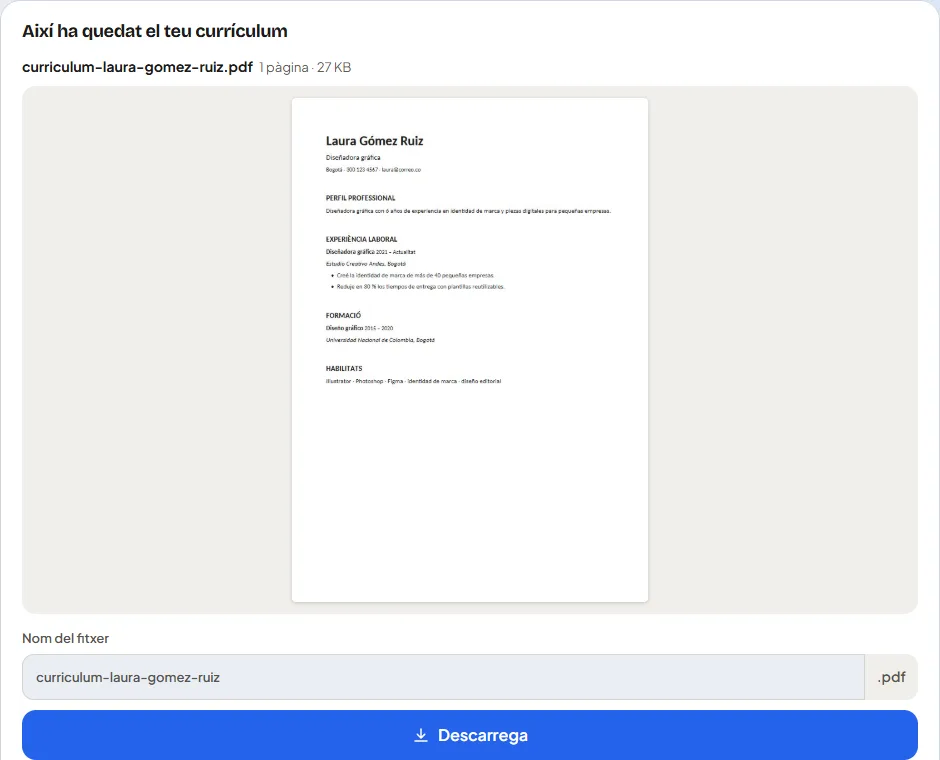 Així ha quedat el teu currículum
curriculum-laura-gomez-ruiz.pdf 1 pàgina · 27 KB
Laura Gómez Ruiz
Diseñadora gráfica
Bogotá · 300 123 4567 · laura@correo.co
PERFIL PROFESSIONAL
Diseñadora gráfica con 6 años de experiencia en identidad de marca y piezas digitales para pequeñas empresas.
EXPERIÈNCIA LABORAL
Diseñadora gráfica 2021 – Actualitat
Estudio Creativo Andes, Bogotá
• Creé la identidad de marca de más de 40 pequeñas empresas.
• Reduje en 30 % los tiempos de entrega con plantillas reutilizables.
FORMACIÓ
Diseño gráfico 2016 – 2020
Universidad Nacional de Colombia, Bogotá
HABILITATS
Illustrator · Photoshop · Figma · Identidad de marca · diseño editorial
Nom del fitxer
curriculum-laura-gomez-ruiz
.pdf
Descarrega